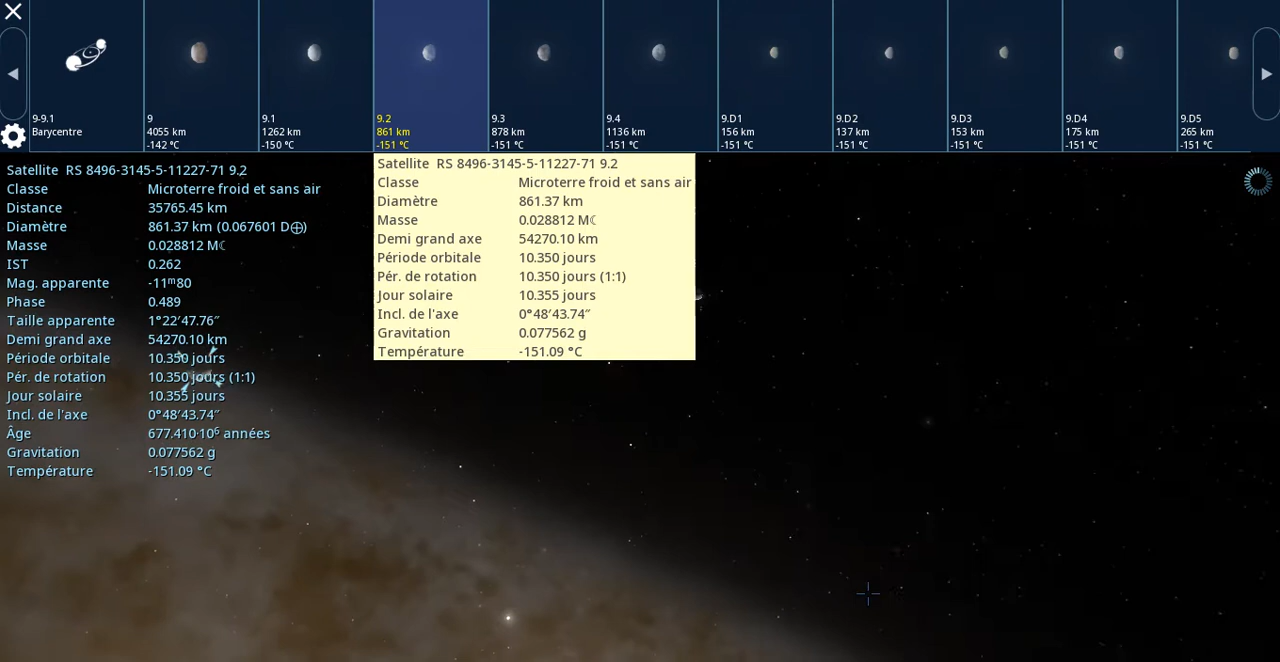 9-9.1
Barycentre
9
4055 km
-142 °C
9.1
1262 km
-150 °C
9.2
861 km
-151 °C
9.3
878 km
-151 °C
9.4
1136 km
-151 °C
9.D1
156 km
-151 °C
9.D2
137 km
-151 °C
9.D3
153 km
-151 °C
9.D4
175 km
-151 °C
9.D5
265 km
-151 °C
Satellite RS 8496-3145-5-11227-71 9.2
Classe Microterre froid et sans air
Distance 35765.45 km
Diamètre 861.37 km (0.067601 D⨁)
Masse 0.028812 M☾
IST 0.262
Mag. apparente -11ᵐ80
Phase 0.489
Taille apparente 1°22′47.76″
Demi grand axe 54270.10 km
Période orbitale 10.350 jours
Pér. de rotation 10.350 jours (1:1)
Jour solaire 10.355 jours
Incl. de l'axe 0°48′43.74″
Âge 677.410·10⁶ années
Gravitation 0.077562 g
Température -151.09 °C
Satellite RS 8496-3145-5-11227-71 9.2
Classe Microterre froid et sans air
Diamètre 861.37 km
Masse 0.028812 M☾
Demi grand axe 54270.10 km
Période orbitale 10.350 jours
Pér. de rotation 10.350 jours (1:1)
Jour solaire 10.355 jours
Incl. de l'axe 0°48′43.74″
Gravitation 0.077562 g
Température -151.09 °C